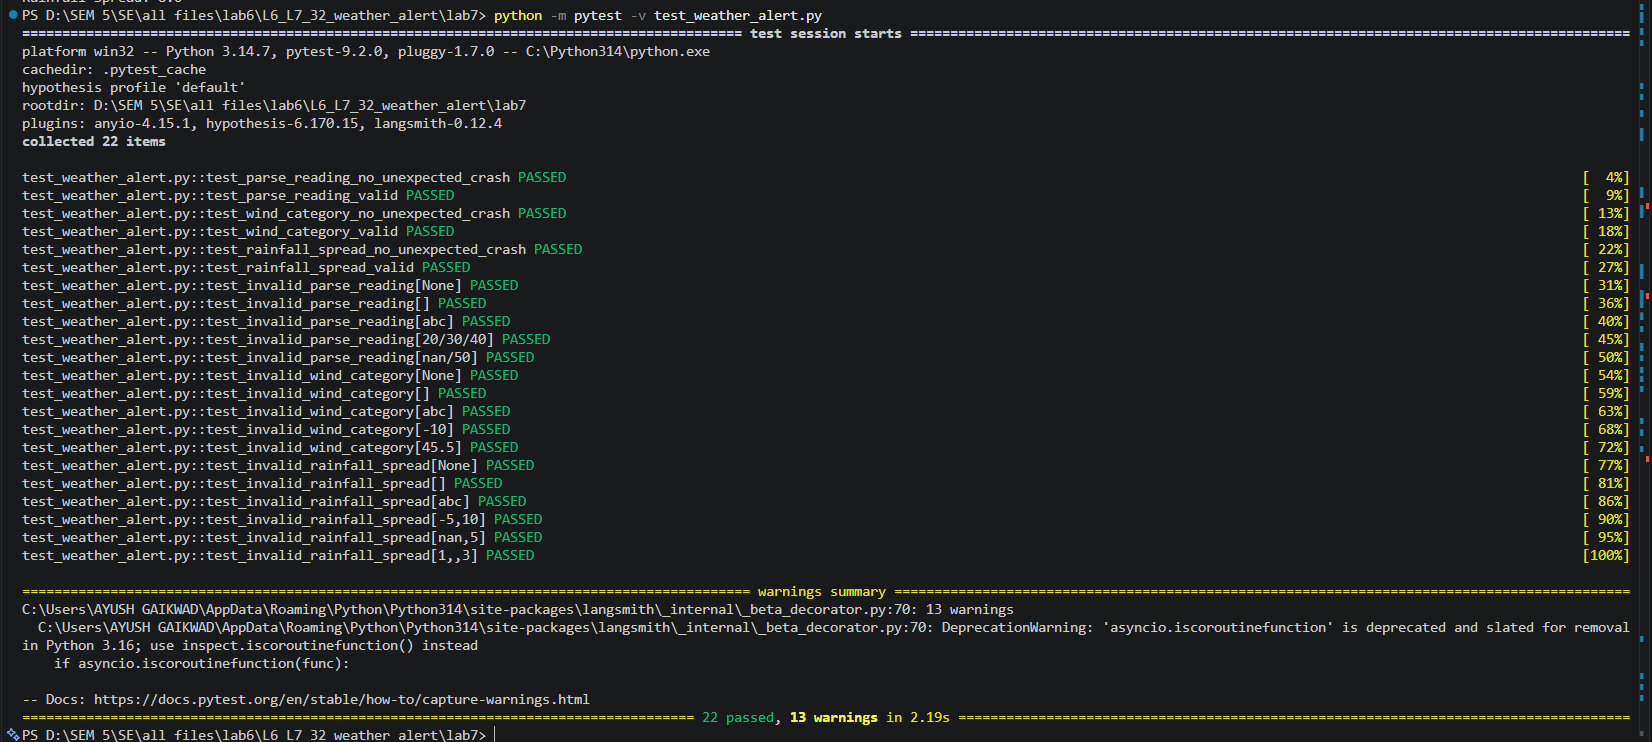 PS D:\SEM 5\SE\all files\lab6\L6_L7_32_weather_alert\lab7> python -m pytest -v test_weather_alert.py
test session starts
platform win32 -- Python 3.14.7, pytest-9.2.0, pluggy-1.7.0 -- C:\Python314\python.exe
cachedir: .pytest_cache
hypothesis profile 'default'
rootdir: D:\SEM 5\SE\all files\lab6\L6_L7_32_weather_alert\lab7
plugins: anyio-4.15.1, hypothesis-6.170.15, langsmith-0.12.4
collected 22 items
test_weather_alert.py::test_parse_reading_no_unexpected_crash PASSED [  4%]
test_weather_alert.py::test_parse_reading_valid PASSED [  9%]
test_weather_alert.py::test_wind_category_no_unexpected_crash PASSED [ 13%]
test_weather_alert.py::test_wind_category_valid PASSED [ 18%]
test_weather_alert.py::test_rainfall_spread_no_unexpected_crash PASSED [ 22%]
test_weather_alert.py::test_rainfall_spread_valid PASSED [ 27%]
test_weather_alert.py::test_invalid_parse_reading[None] PASSED [ 31%]
test_weather_alert.py::test_invalid_parse_reading[] PASSED [ 36%]
test_weather_alert.py::test_invalid_parse_reading[abc] PASSED [ 40%]
test_weather_alert.py::test_invalid_parse_reading[20/30/40] PASSED [ 45%]
test_weather_alert.py::test_invalid_parse_reading[nan/50] PASSED [ 50%]
test_weather_alert.py::test_invalid_wind_category[None] PASSED [ 54%]
test_weather_alert.py::test_invalid_wind_category[] PASSED [ 59%]
test_weather_alert.py::test_invalid_wind_category[abc] PASSED [ 63%]
test_weather_alert.py::test_invalid_wind_category[-10] PASSED [ 68%]
test_weather_alert.py::test_invalid_wind_category[45.5] PASSED [ 72%]
test_weather_alert.py::test_invalid_rainfall_spread[None] PASSED [ 77%]
test_weather_alert.py::test_invalid_rainfall_spread[] PASSED [ 81%]
test_weather_alert.py::test_invalid_rainfall_spread[abc] PASSED [ 86%]
test_weather_alert.py::test_invalid_rainfall_spread[-5,10] PASSED [ 90%]
test_weather_alert.py::test_invalid_rainfall_spread[nan,5] PASSED [ 95%]
test_weather_alert.py::test_invalid_rainfall_spread[1,,3] PASSED [100%]
warnings summary
C:\Users\AYUSH GAIKWAD\AppData\Roaming\Python\Python314\site-packages\langsmith\_internal\_beta_decorator.py:70: 13 warnings
C:\Users\AYUSH GAIKWAD\AppData\Roaming\Python\Python314\site-packages\langsmith\_internal\_beta_decorator.py:70: DeprecationWarning: 'asyncio.iscoroutinefunction' is deprecated and slated for removal
in Python 3.16; use inspect.iscoroutinefunction() instead
if asyncio.iscoroutinefunction(func):
-- Docs: https://docs.pytest.org/en/stable/how-to/capture-warnings.html
22 passed, 13 warnings in 2.19s
PS D:\SEM 5\SE\all files\lab6\L6_L7_32_weather_alert\lab7>